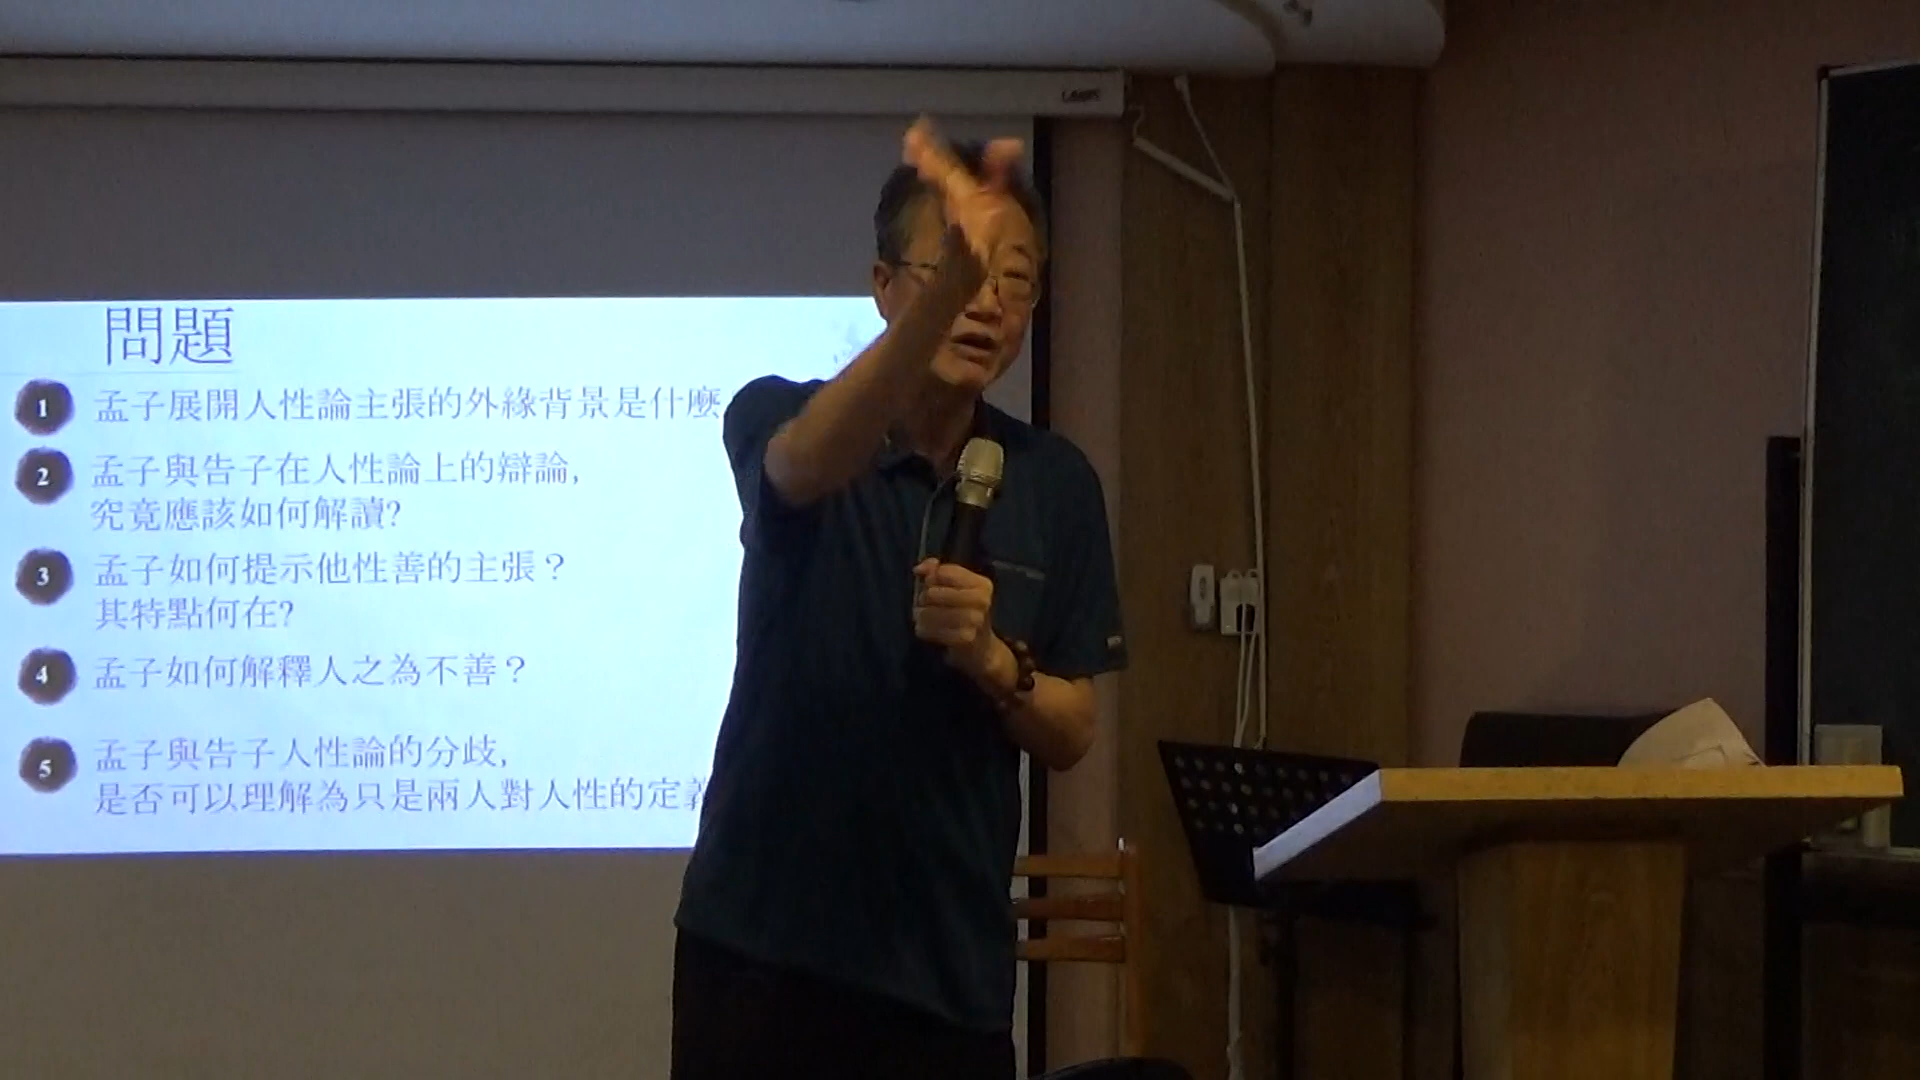 問題
1 孟子展開人性論主張的外緣背景是什麼
2 孟子與告子在人性論上的辯論,
究竟應該如何解讀?
3 孟子如何提示他性善的主張？
其特點何在?
4 孟子如何解釋人之為不善？
5 孟子與告子人性論的分歧,
是否可以理解為只是兩人對人性的定義